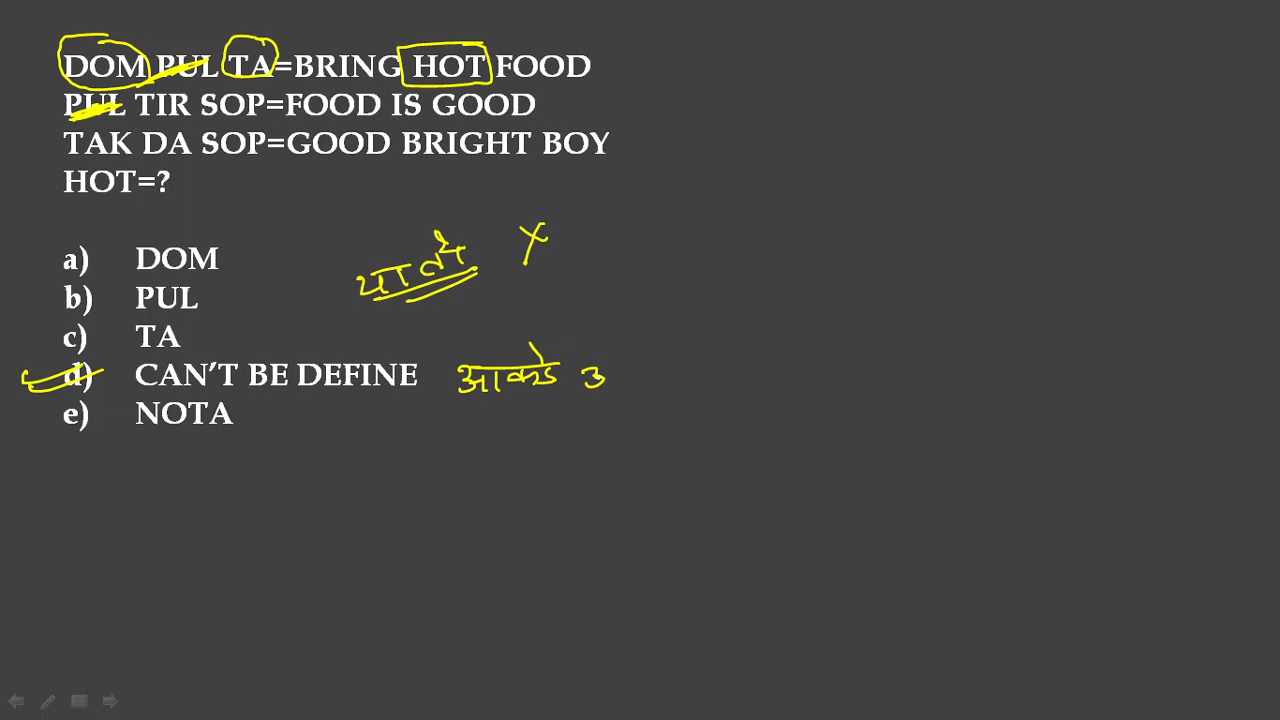 DOM PUL TA=BRING HOT FOOD
PUL TIR SOP=FOOD IS GOOD
TAK DA SOP=GOOD BRIGHT BOY
HOT=?
a) DOM
b) PUL
c) TA
d) CAN'T BE DEFINE आकडे
e) NOTA